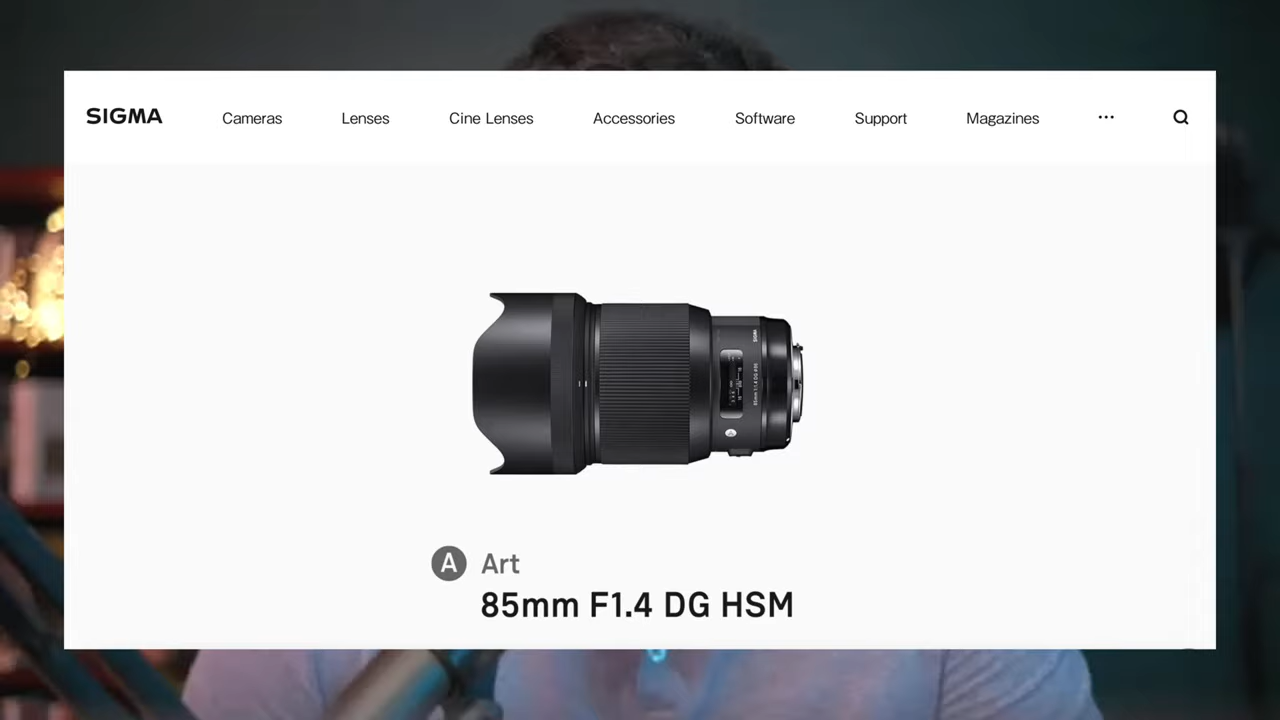 SIGMA Cameras Lenses Cine Lenses Accessories Software Support Magazines ...
A Art
85mm F1.4 DG HSM